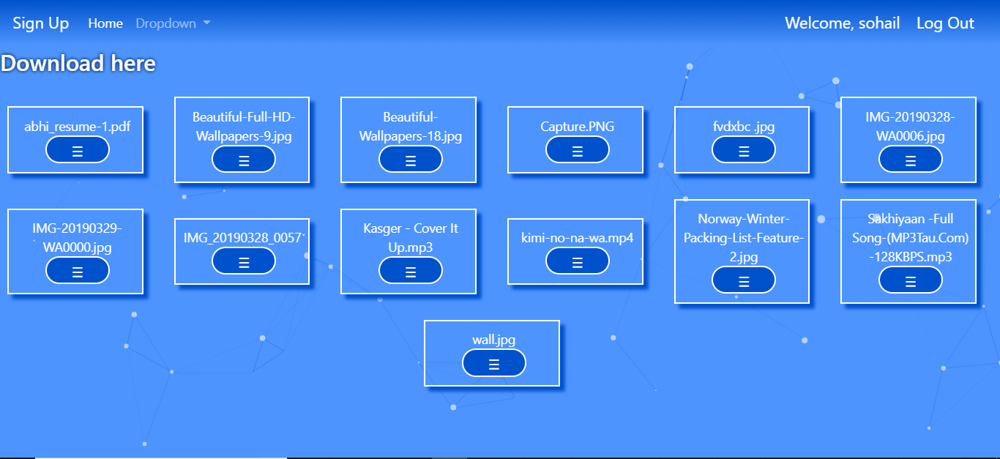 Sign Up Home Dropdown Welcome, sohail Log Out
Download here
abhi_resume-1.pdf
Beautiful-Full-HD-
Wallpapers-9.jpg
Beautiful-
Wallpapers-18.jpg
Capture.PNG
fvdxbc .jpg
IMG-20190328-
WA0006.jpg
IMG-20190329-
WA0000.jpg
IMG_20190328_0057
Kasger - Cover It
Up.mp3
kimi-no-na-wa.mp4
Norway-Winter-
Packing-List-Feature-
2.jpg
Sakhiyaan -Full
Song-(MP3Tau.Com)
-128KBPS.mp3
wall.jpg